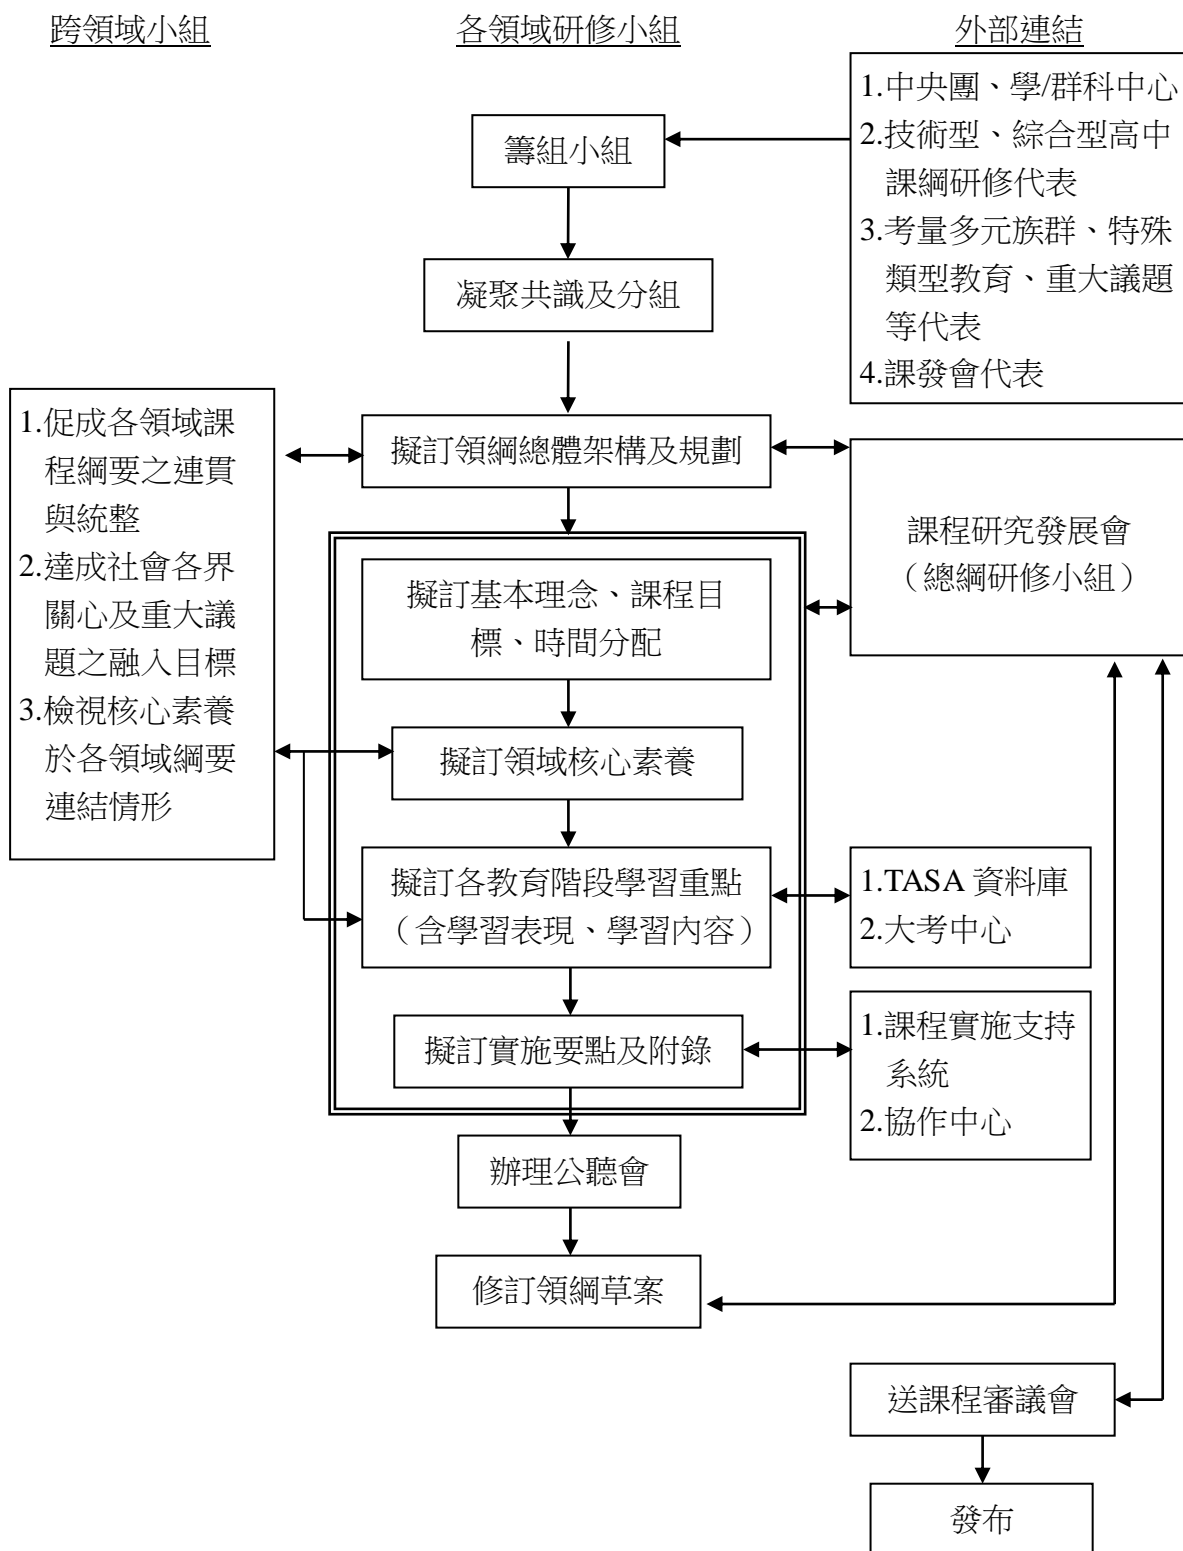 跨領域小組
各領域研修小組
外部連結
1.中央團、學/群科中心
2.技術型、綜合型高中
課綱研修代表
3.考量多元族群、特殊
類型教育、重大議題
等代表
4.課發會代表
籌組小組
凝聚共識及分組
1.促成各領域課
程綱要之連貫
與統整
2.達成社會各界
關心及重大議
題之融入目標
3.檢視核心素養
於各領域綱要
連結情形
擬訂領綱總體架構及規劃
課程研究發展會
（總綱研修小組）
擬訂基本理念、課程目
標、時間分配
擬訂領域核心素養
擬訂各教育階段學習重點
（含學習表現、學習內容）
1.TASA 資料庫
2.大考中心
擬訂實施要點及附錄
1.課程實施支持
系統
2.協作中心
辦理公聽會
修訂領綱草案
送課程審議會
發布